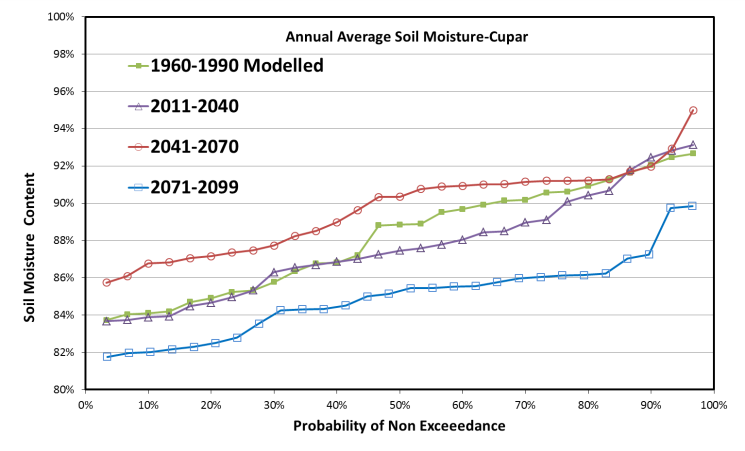 Annual Average Soil Moisture-Cupar
1960-1990 Modelled
2011-2040
2041-2070
2071-2099
Soil Moisture Content
100%
98%
96%
94%
92%
90%
88%
86%
84%
82%
80%
0% 10% 20% 30% 40% 50% 60% 70% 80% 90% 100%
Probability of Non Exceeedance